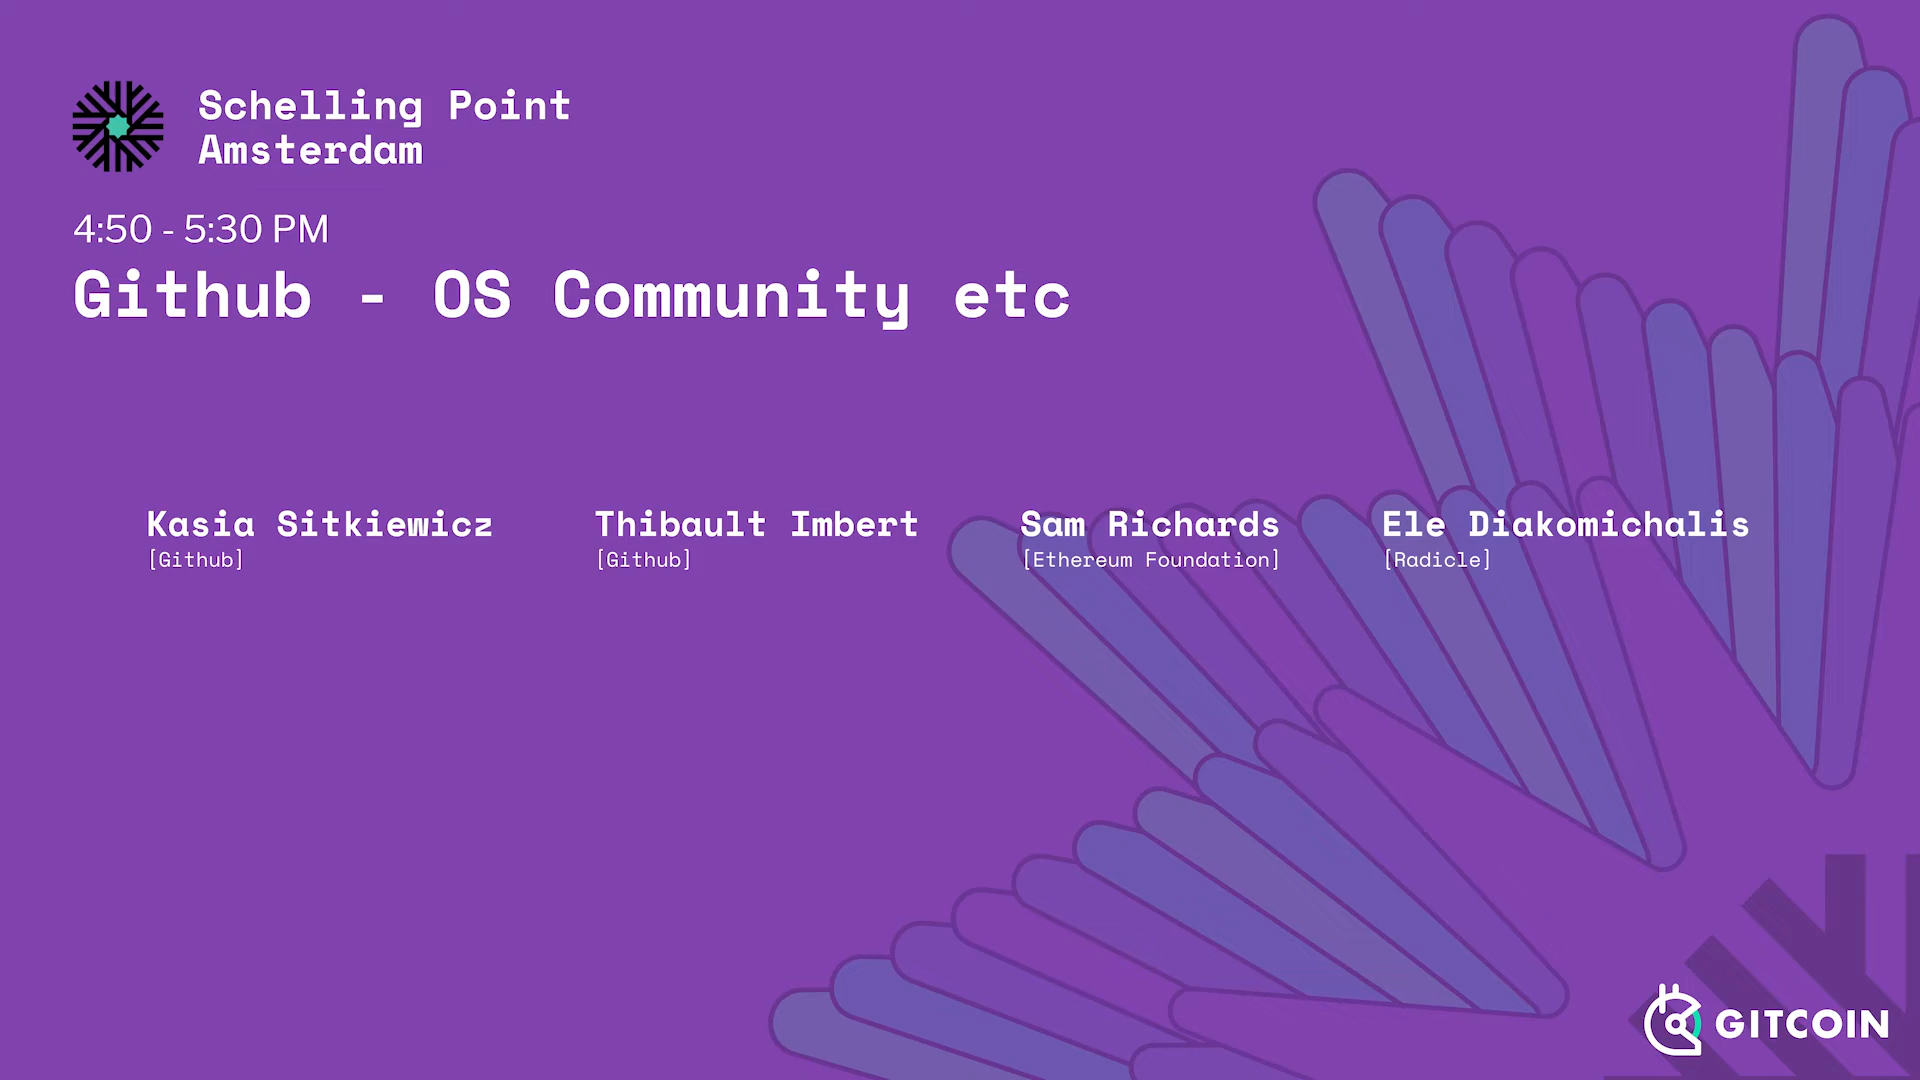 Schelling Point
Amsterdam
4:50 - 5:30 PM
Github - OS Community etc
Kasia Sitkiewicz
[Github]
Thibault Imbert
[Github]
Sam Richards
[Ethereum Foundation]
Ele Diakomichalis
[Radicle]
GITCOIN